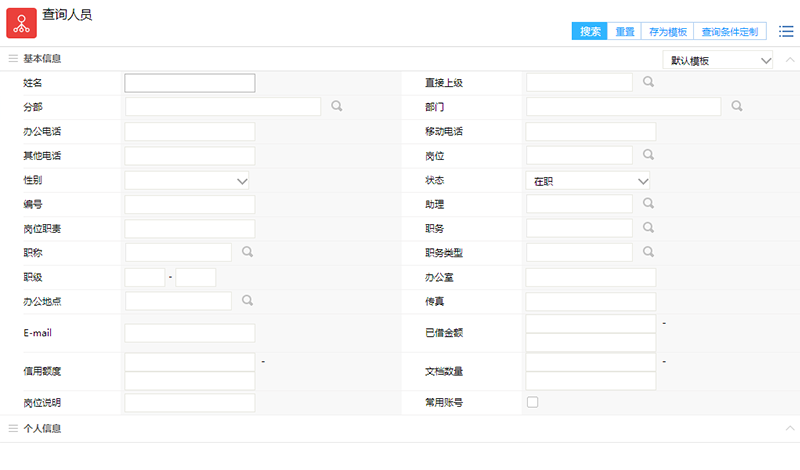 查询人员
搜索 重置 存为模板 查询条件定制
基本信息 默认模板
姓名 直接上级
分部 部门
办公电话 移动电话
其他电话 岗位
性别 状态 在职
编号 助理
岗位职责 职务
职称 职务类型
职级 - 办公室
办公地点 传真
E-mail 已借金额 -
信用额度 - 文档数量 -
岗位说明 常用账号
个人信息